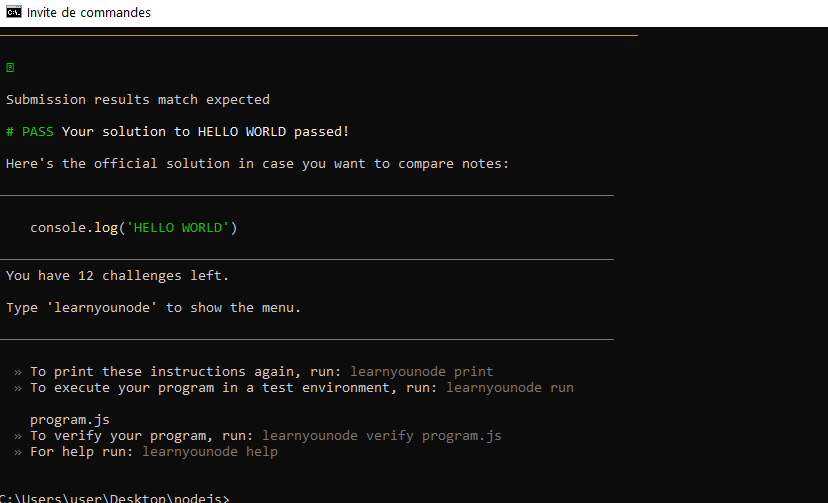 Invite de commandes
Submission results match expected
# PASS Your solution to HELLO WORLD passed!
Here's the official solution in case you want to compare notes:
console.log('HELLO WORLD')
You have 12 challenges left.
Type 'learnyounode' to show the menu.
» To print these instructions again, run: learnyounode print
» To execute your program in a test environment, run: learnyounode run
program.js
» To verify your program, run: learnyounode verify program.js
» For help run: learnyounode help
C:\Users\user\Desktop\nodejs>